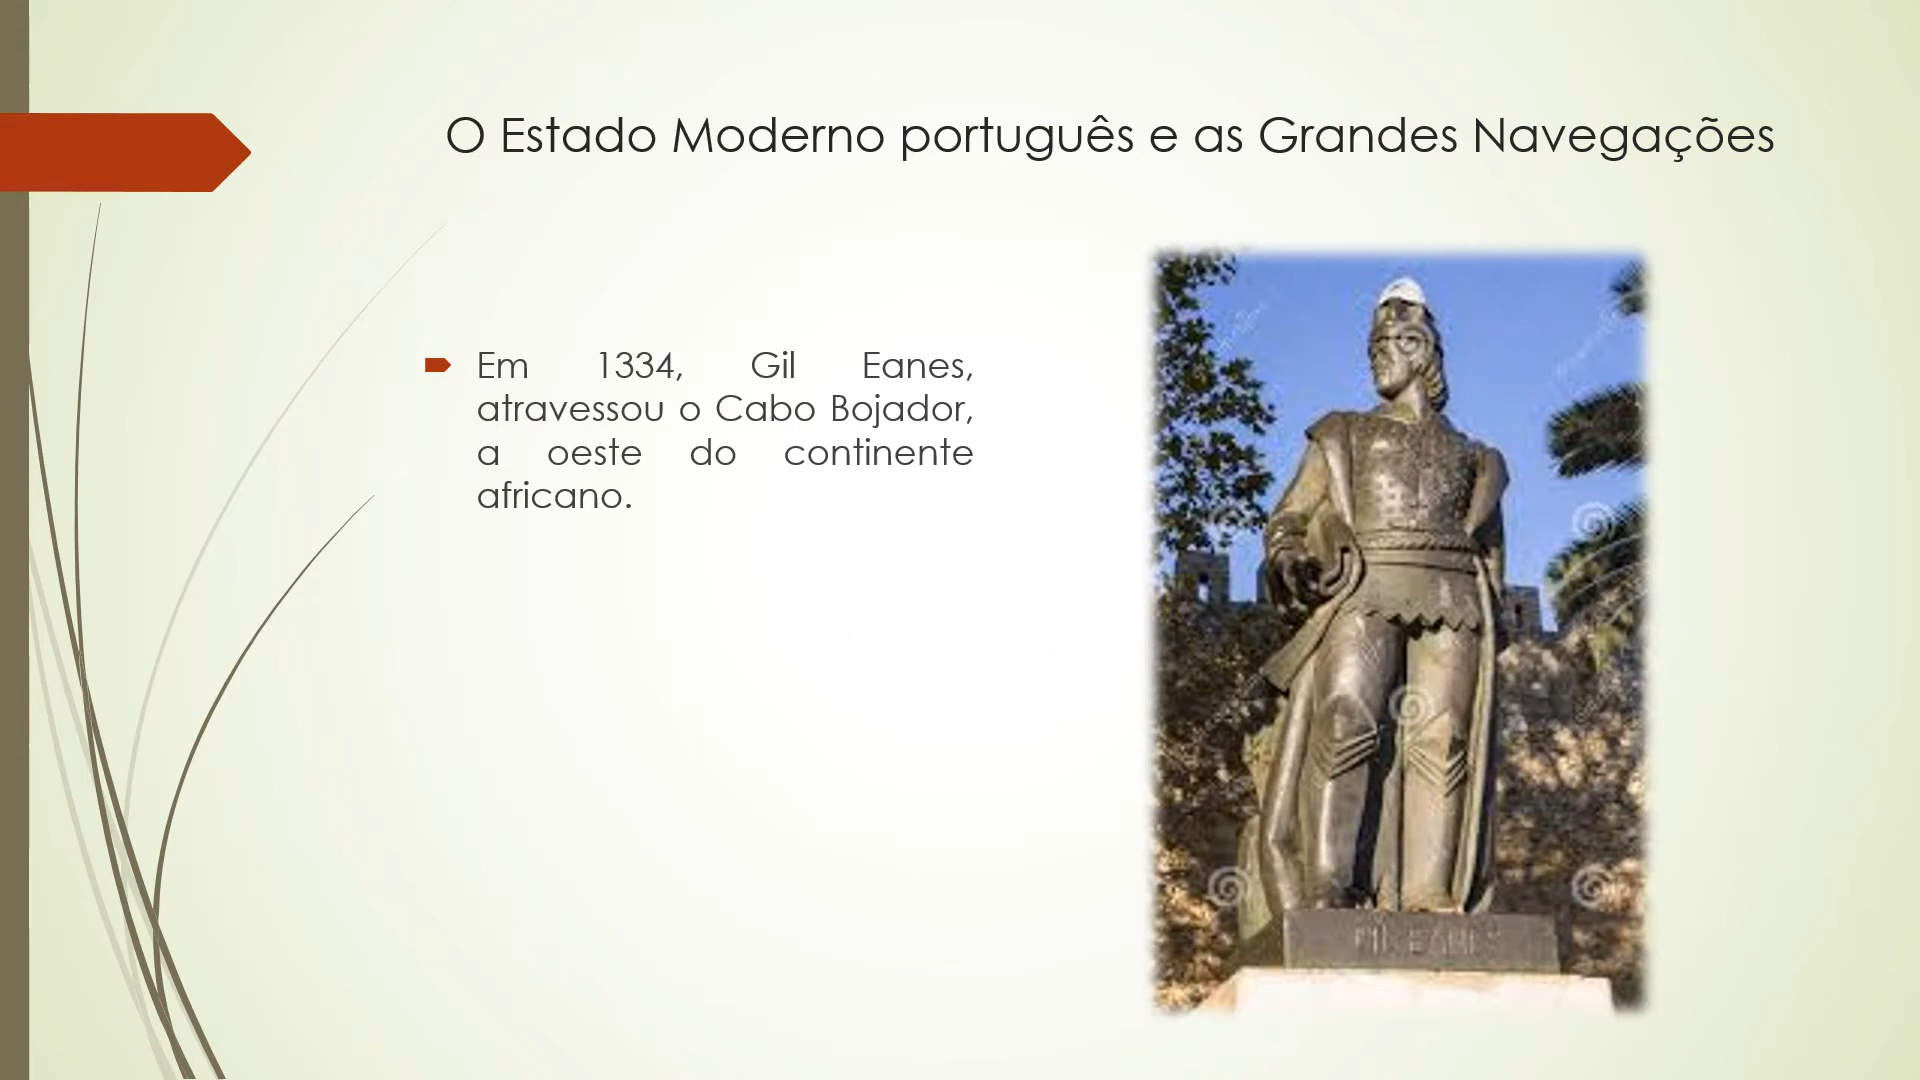 O Estado Moderno português e as Grandes Navegações
Em 1334, Gil Eanes,
atravessou o Cabo Bojador,
a oeste do continente
africano.